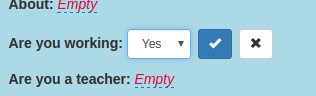 About: Empty
Are you working: Yes
Are you a teacher: Empty